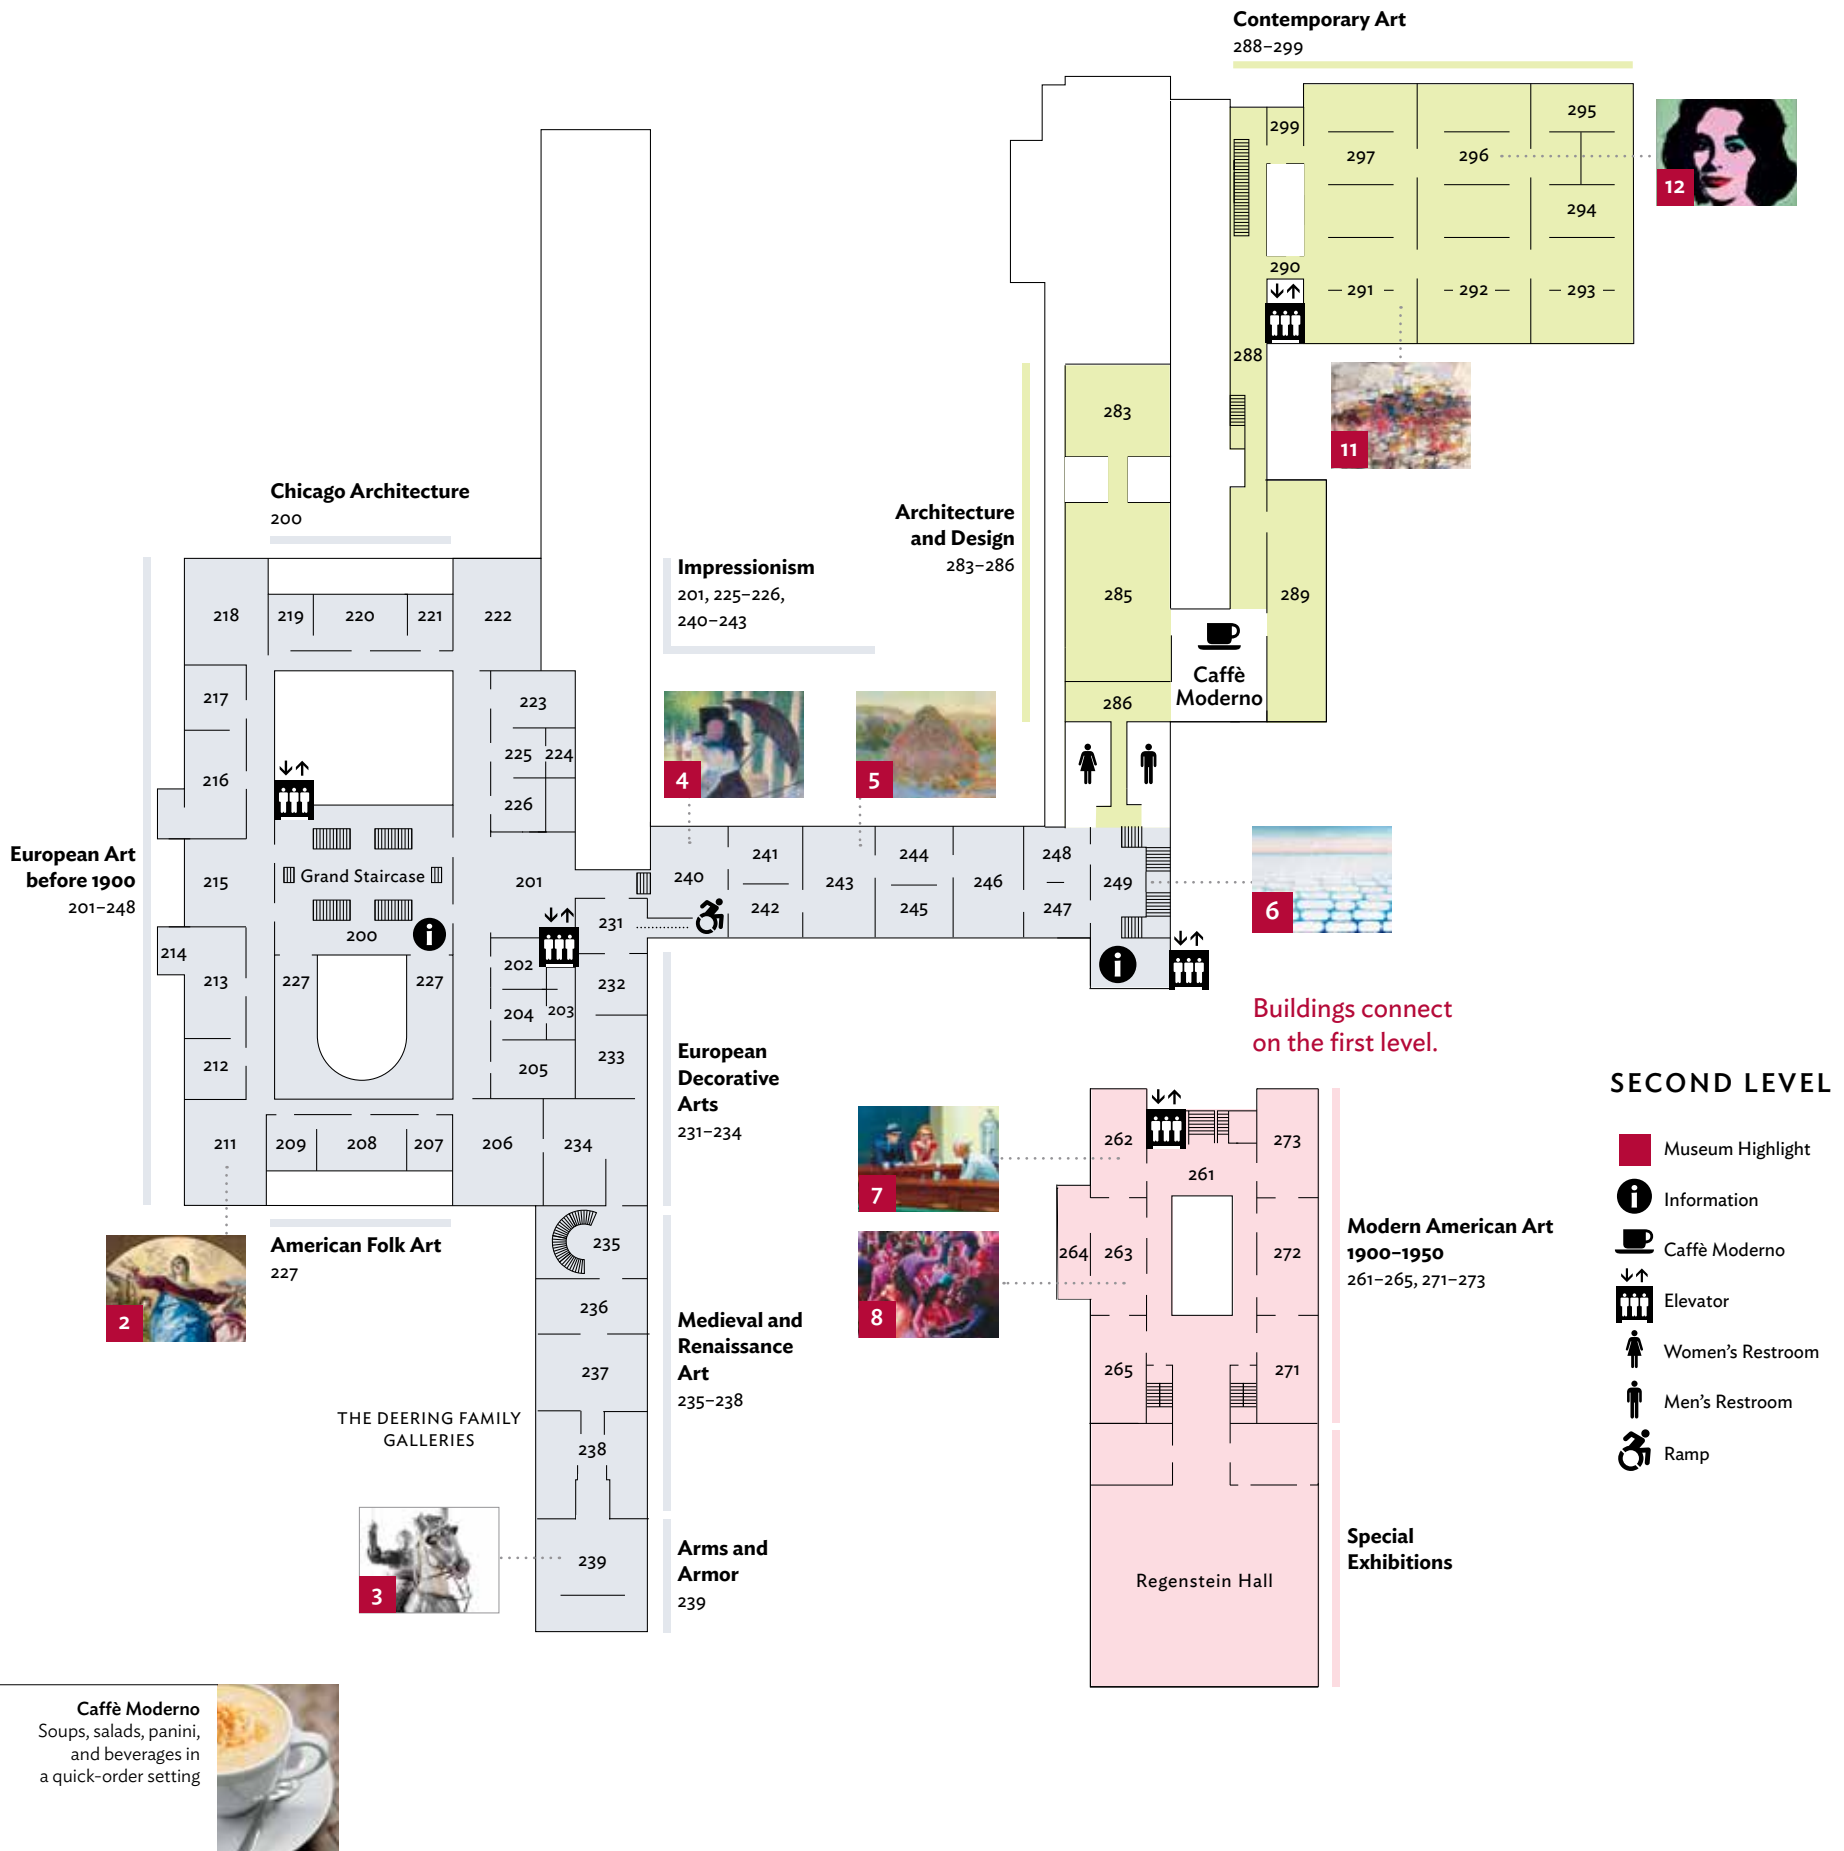 Contemporary Art
288–299
299
297
296
295
294
12
290
291
292
293
288
11
283
Architecture
and Design
283–286
285
289
Caffè
Moderno
286
Chicago Architecture
200
Impressionism
201, 225–226,
240–243
218
219
220
221
222
217
223
225
224
216
226
4
5
European Art
before 1900
201–248
215
Grand Staircase
201
240
241
242
243
244
245
246
248
247
249
6
231
200
214
213
227
227
202
232
204
203
212
205
233
Buildings connect
on the first level.
European
Decorative
Arts
231–234
211
209
208
207
206
234
2
American Folk Art
227
235
236
237
238
Medieval and
Renaissance
Art
235–238
THE DEERING FAMILY
GALLERIES
3
239
Arms and
Armor
239
7
8
262
261
273
264
263
272
265
271
Modern American Art
1900–1950
261–265, 271–273
Special
Exhibitions
Regenstein Hall
SECOND LEVEL
Museum Highlight
Information
Caffè Moderno
Elevator
Women's Restroom
Men's Restroom
Ramp
Caffè Moderno
Soups, salads, panini,
and beverages in
a quick-order setting